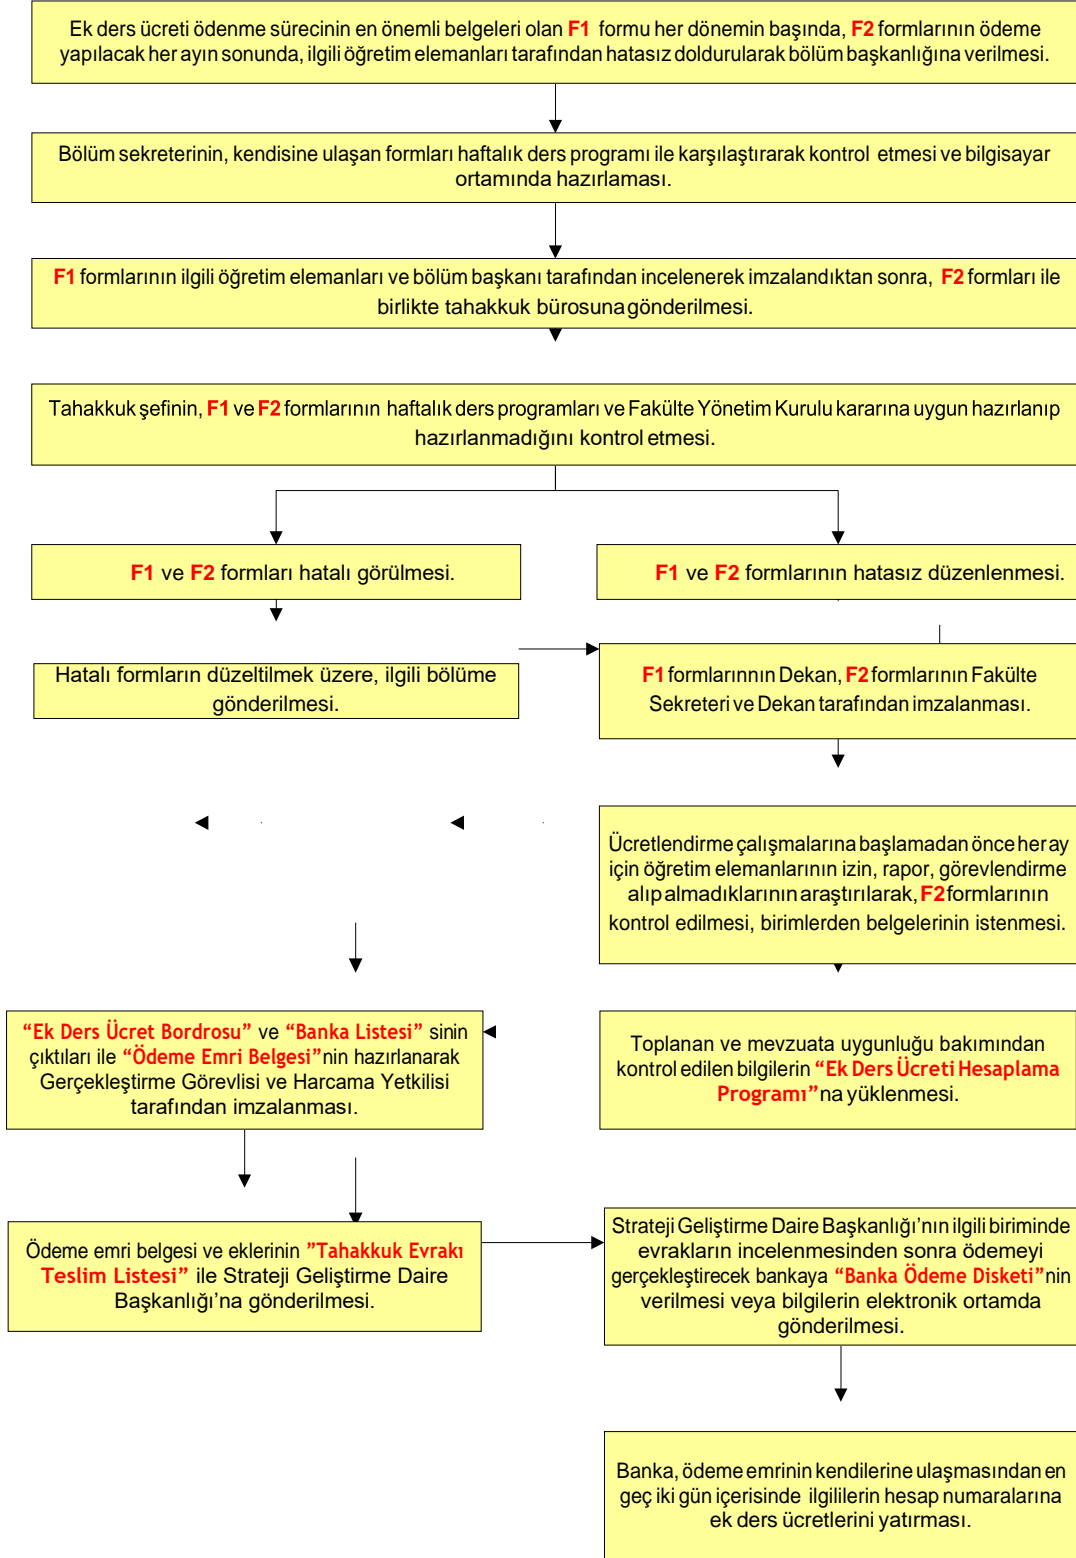 Ek ders ücreti ödenme sürecinin en önemli belgeleri olan F1 formu her dönemin başında, F2 formlarının ödeme
yapılacak her ayın sonunda, ilgili öğretim elemanları tarafından hatasız doldurularak bölüm başkanlığına verilmesi.
Bölüm sekreterinin, kendisine ulaşan formları haftalık ders programı ile karşılaştırarak kontrol etmesi ve bilgisayar
ortamında hazırlaması.
F1 formlarının ilgili öğretim elemanları ve bölüm başkanı tarafından incelenerek imzalandıktan sonra, F2 formları ile
birlikte tahakkuk bürosuna gönderilmesi.
Tahakkuk şefinin, F1 ve F2 formlarının haftalık ders programları ve Fakülte Yönetim Kurulu kararına uygun hazırlanıp
hazırlanmadığını kontrol etmesi.
F1 ve F2 formları hatalı görülmesi.
F1 ve F2 formlarının hatasız düzenlenmesi.
Hatalı formların düzeltilmek üzere, ilgili bölüme
gönderilmesi.
F1 formlarınnın Dekan, F2 formlarının Fakülte
Sekreteri ve Dekan tarafından imzalanması.
Ücretlendirme çalışmalarına başlamadan önce her ay
için öğretim elemanlarının izin, rapor, görevlendirme
alıp almadıklarının araştırılarak, F2 formlarının
kontrol edilmesi, birimlerden belgelerinin istenmesi.
“Ek Ders Ücret Bordrosu” ve “Banka Listesi” sinin
çıktıları ile “Ödeme Emri Belgesi”nin hazırlanarak
Gerçekleştirme Görevlisi ve Harcama Yetkilisi
tarafından imzalanması.
Toplanan ve mevzuata uygunluğu bakımından
kontrol edilen bilgilerin “Ek Ders Ücreti Hesaplama
Programı”na yüklenmesi.
Ödeme emri belgesi ve eklerinin ”Tahakkuk Evrakı
Teslim Listesi” ile Strateji Geliştirme Daire
Başkanlığı’na gönderilmesi.
Strateji Geliştirme Daire Başkanlığı’nın ilgili biriminde
evrakların incelenmesinden sonra ödemeyi
gerçekleştirecek bankaya “Banka Ödeme Disketi”nin
verilmesi veya bilgilerin elektronik ortamda
gönderilmesi.
Banka, ödeme emrinin kendilerine ulaşmasından en
geç iki gün içerisinde ilgililerin hesap numaralarına
ek ders ücretlerini yatırması.